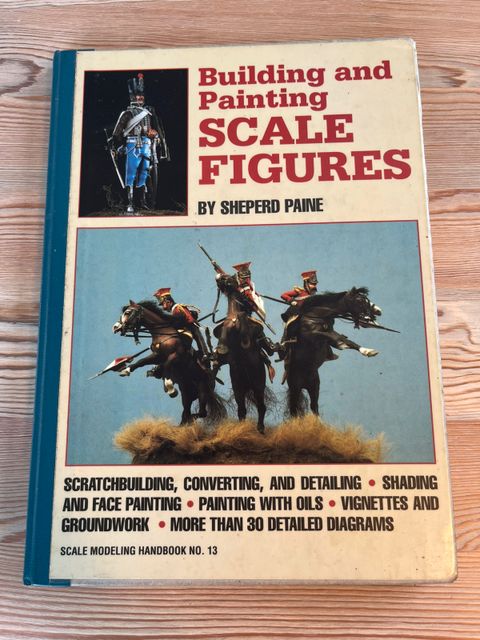 Building and
Painting
SCALE
FIGURES
BY SHEPERD PAINE
SCRATCHBUILDING, CONVERTING, AND DETAILING • SHADING
AND FACE PAINTING • PAINTING WITH OILS • VIGNETTES AND
GROUNDWORK • MORE THAN 30 DETAILED DIAGRAMS
SCALE MODELING HANDBOOK NO. 13